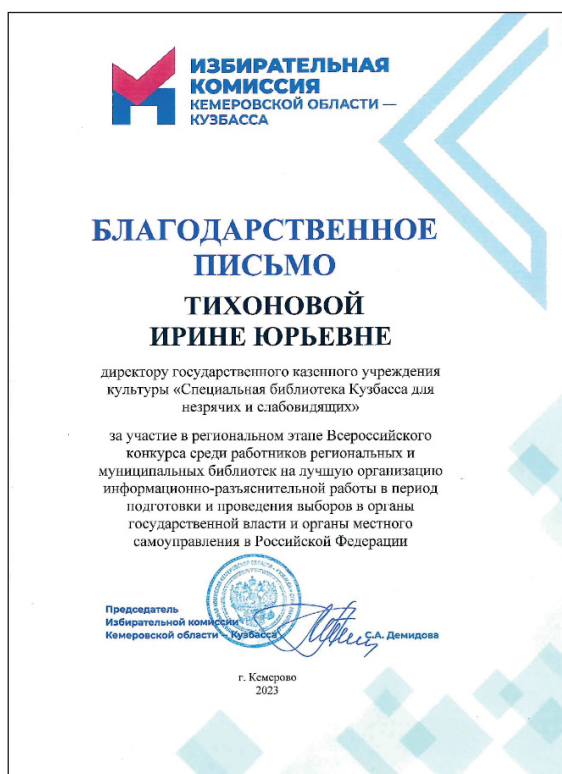 ИЗБИРАТЕЛЬНАЯ
КОМИССИЯ
КЕМЕРОВСКОЙ ОБЛАСТИ —
КУЗБАССА
БЛАГОДАРСТВЕННОЕ
ПИСЬМО
ТИХОНОВОЙ
ИРИНЕ ЮРЬЕВНЕ
директору государственного казенного учреждения
культуры «Специальная библиотека Кузбасса для
незрячих и слабовидящих»
за участие в региональном этапе Всероссийского
конкурса среди работников региональных и
муниципальных библиотек на лучшую организацию
информационно-разъяснительной работы в период
подготовки и проведения выборов в органы
государственной власти и органы местного
самоуправления в Российской Федерации
Председатель
Избирательной комиссии
Кемеровской области – Кузбасса
С.А. Демидова
г. Кемерово
2023